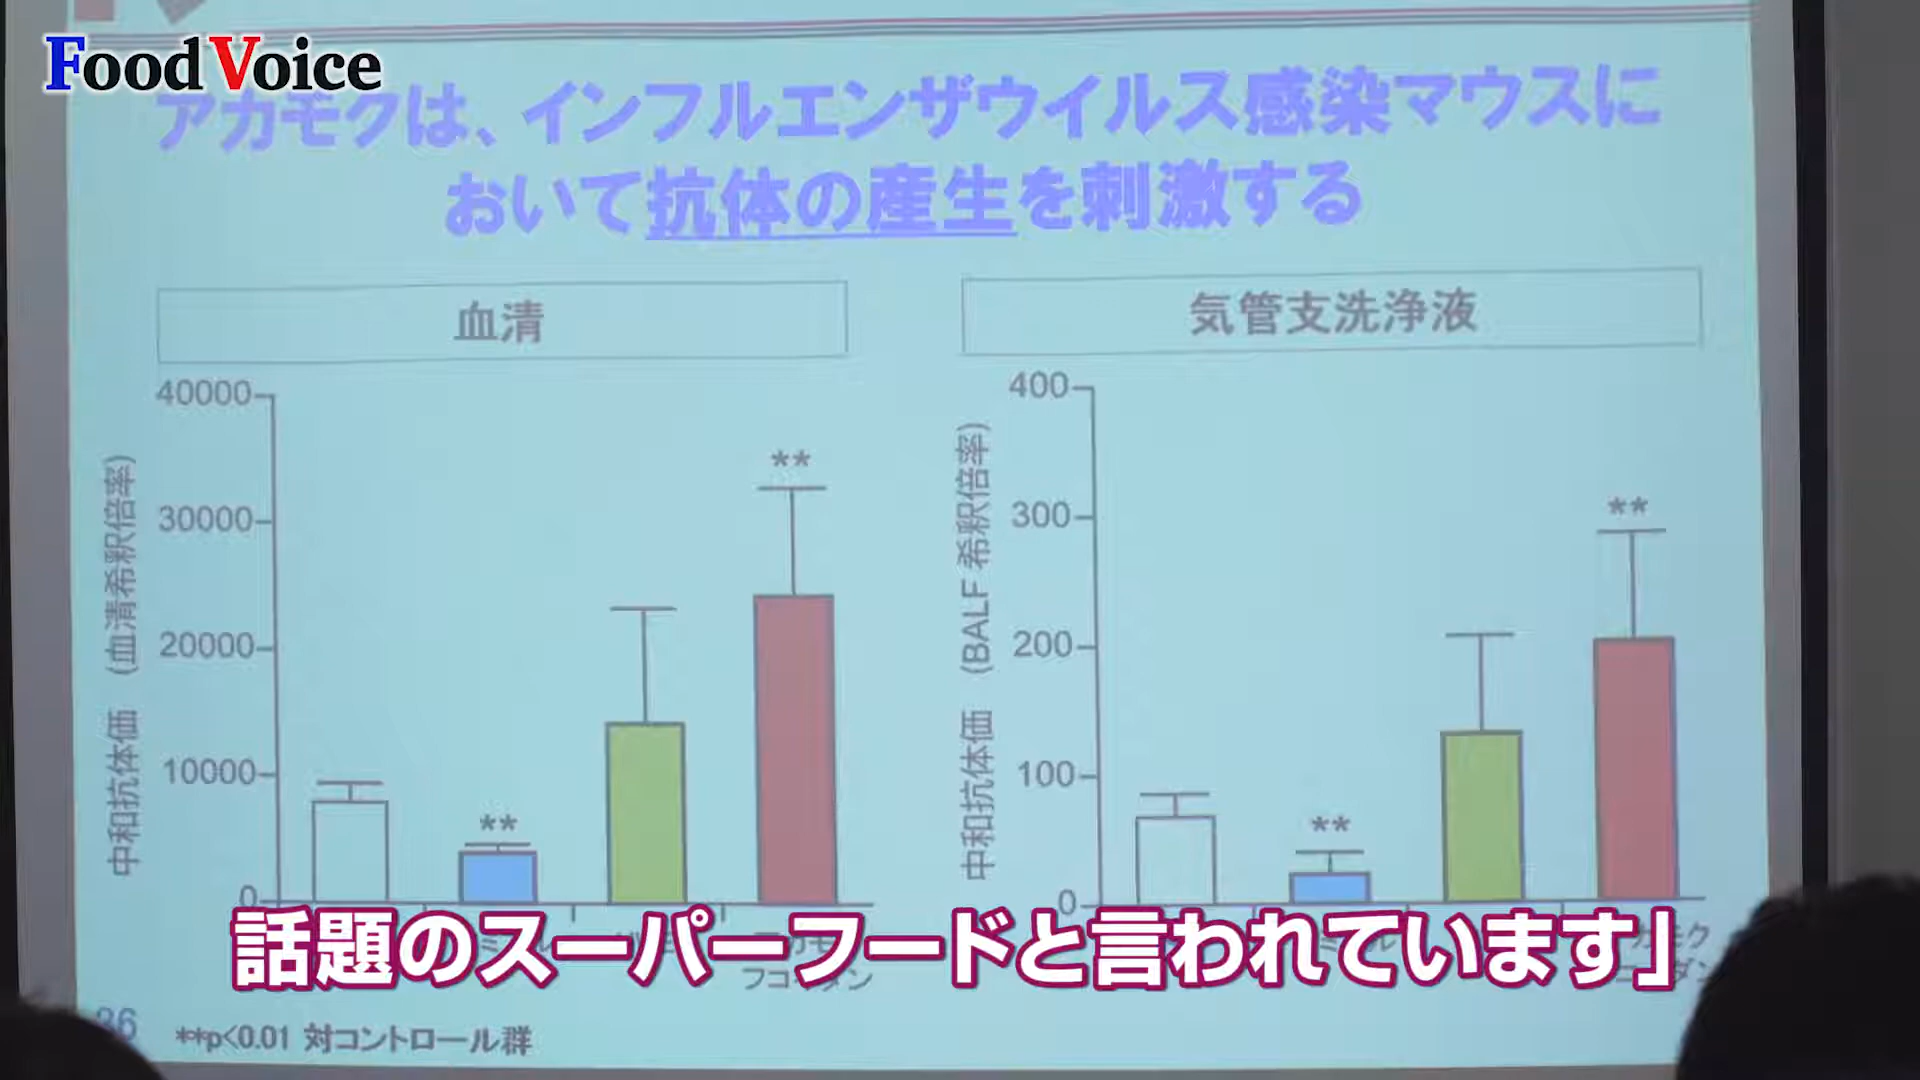 Food Voice
アカモクは、インフルエンザウイルス感染マウスに
おいて抗体の産生を刺激する
血清
気管支洗浄液
40000
30000
20000
10000
0
中和抗体価 (血清希釈倍率)
**
**
フコイダン
400
300
200
100
0
中和抗体価 (BALF 希釈倍率)
**
**
話題のスーパーフードと言われています」
36
**p<0.01 対コントロール群